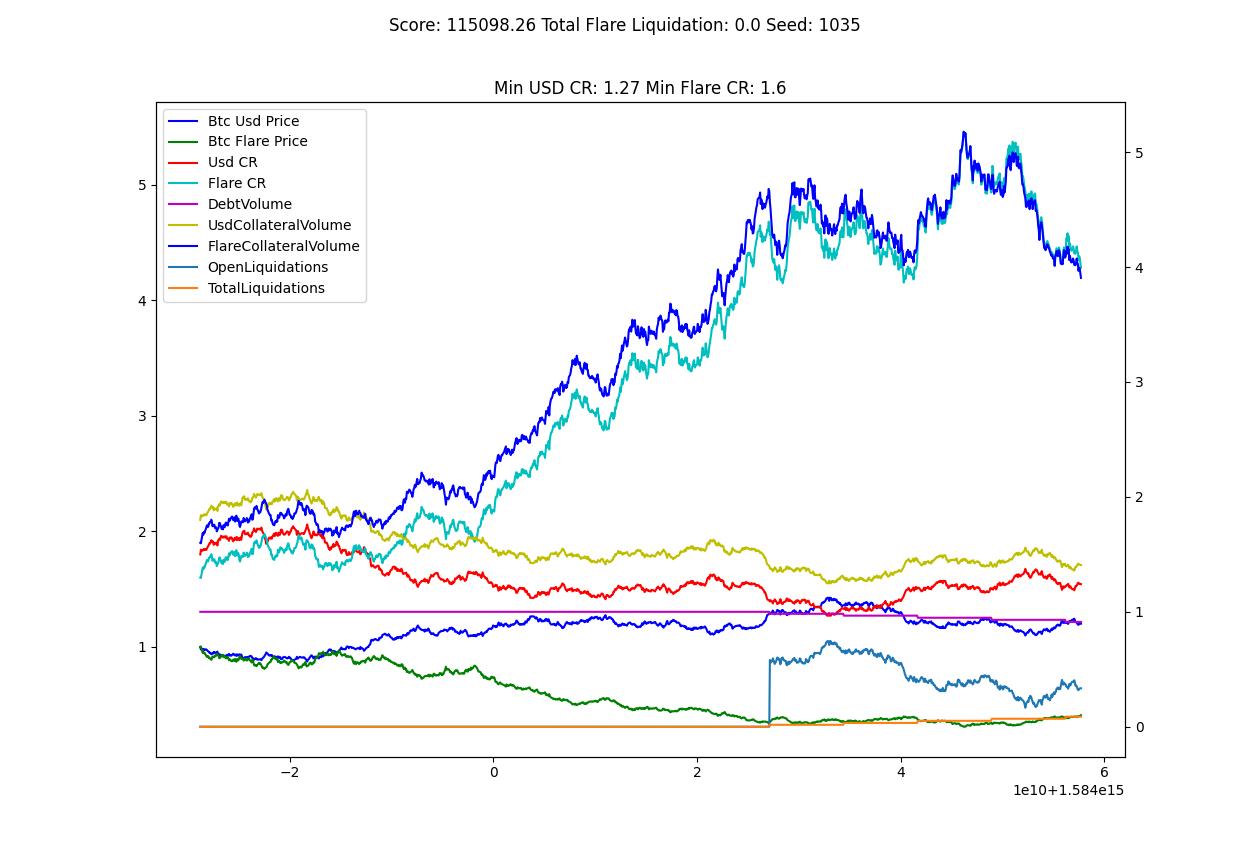 Score: 115098.26 Total Flare Liquidation: 0.0 Seed: 1035
Min USD CR: 1.27 Min Flare CR: 1.6
Btc Usd Price
Btc Flare Price
Usd CR
Flare CR
DebtVolume
UsdCollateralVolume
FlareCollateralVolume
OpenLiquidations
TotalLiquidations
5
4
3
2
1
5
4
3
2
1
0
−2 0 2 4 6
1e10+1.584e15